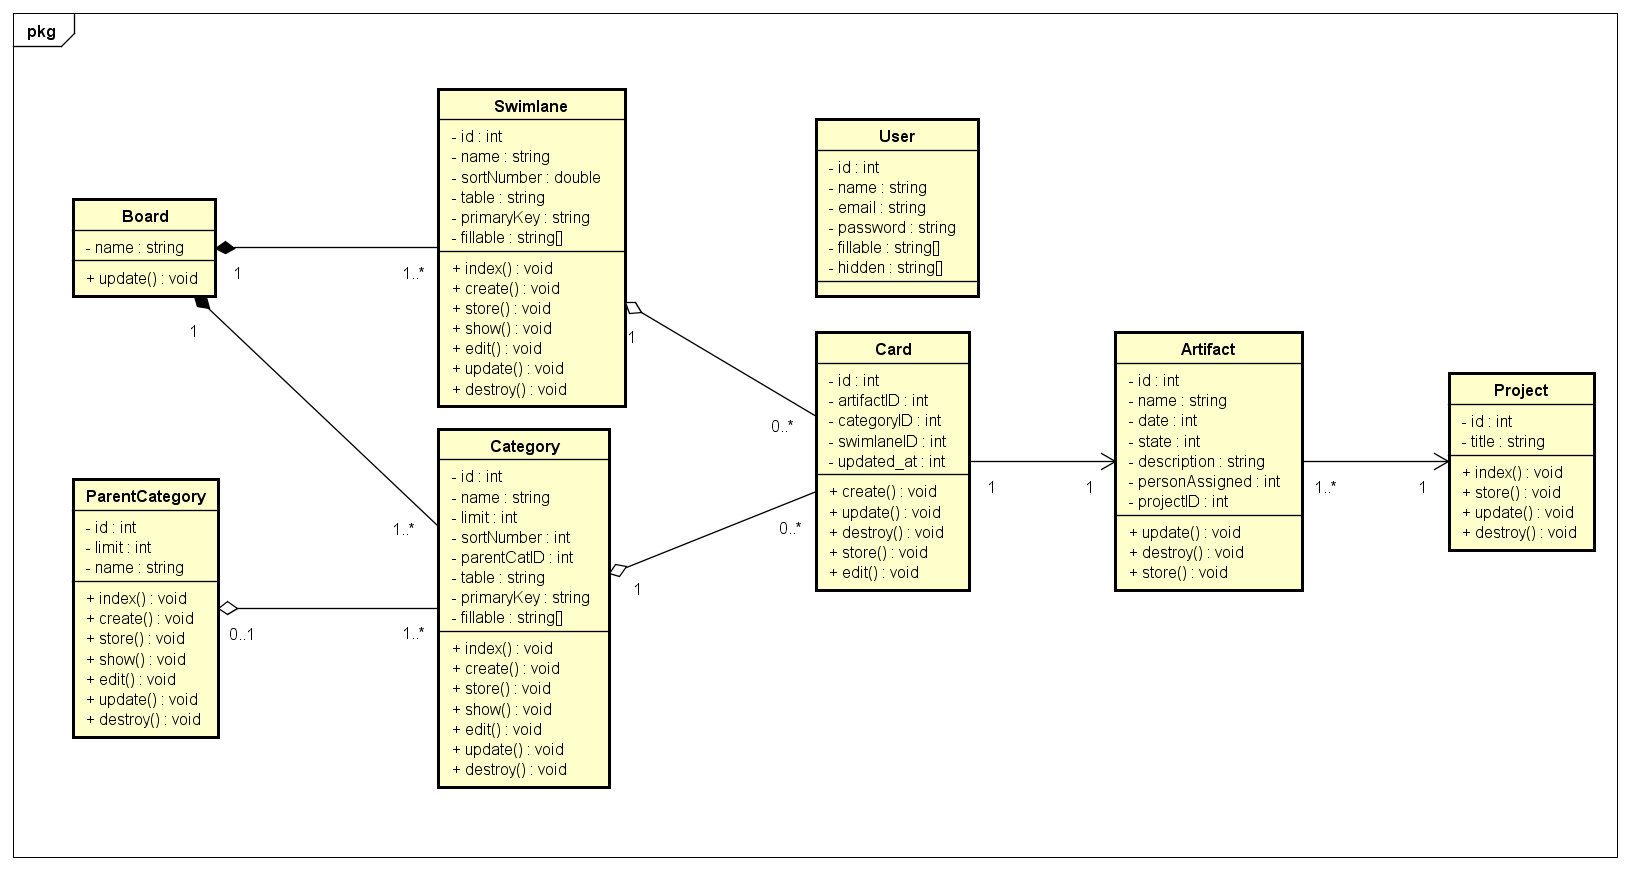 pkg
Board
- name : string
+ update() : void
1
1..*
1
1..*
Swimlane
- id : int
- name : string
- sortNumber : double
- table : string
- primaryKey : string
- fillable : string[]
+ index() : void
+ create() : void
+ store() : void
+ show() : void
+ edit() : void
+ update() : void
+ destroy() : void
1
0..*
ParentCategory
- id : int
- limit : int
- name : string
+ index() : void
+ create() : void
+ store() : void
+ show() : void
+ edit() : void
+ update() : void
+ destroy() : void
0..1
1..*
Category
- id : int
- name : string
- limit : int
- sortNumber : int
- parentCatID : int
- table : string
- primaryKey : string
- fillable : string[]
+ index() : void
+ create() : void
+ store() : void
+ show() : void
+ edit() : void
+ update() : void
+ destroy() : void
1
0..*
User
- id : int
- name : string
- email : string
- password : string
- fillable : string[]
- hidden : string[]
Card
- id : int
- artifactID : int
- categoryID : int
- swimlaneID : int
- updated_at : int
+ create() : void
+ update() : void
+ destroy() : void
+ store() : void
+ edit() : void
1
1
Artifact
- id : int
- name : string
- date : int
- state : int
- description : string
- personAssigned : int
- projectID : int
+ update() : void
+ destroy() : void
+ store() : void
1..*
1
Project
- id : int
- title : string
+ index() : void
+ store() : void
+ update() : void
+ destroy() : void